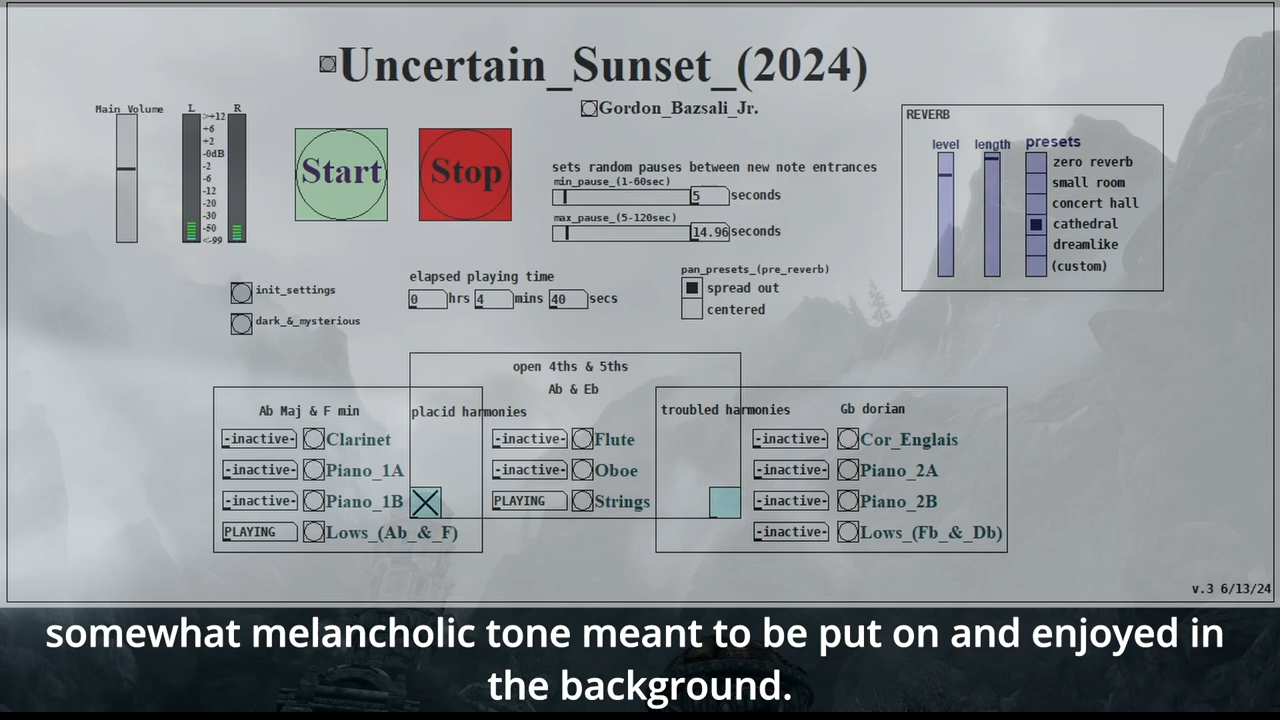 Uncertain_Sunset_(2024)
Gordon_Bazsali_Jr.
Main Volume
L R
>+12
+6
+2
-0dB
-2
-6
-12
-20
-30
-50
<-99
Start
Stop
sets random pauses between new note entrances
min_pause_(1-60sec)
5 seconds
max_pause_(5-120sec)
14.96 seconds
REVERB
level length presets
zero reverb
small room
concert hall
cathedral
dreamlike
(custom)
init_settings
dark_&_mysterious
elapsed playing time
0 hrs 4 mins 40 secs
pan_presets_(pre_reverb)
spread out
centered
open 4ths & 5ths
Ab & Eb
Ab Maj & F min
placid harmonies
troubled harmonies
Gb dorian
-inactive- Clarinet
-inactive- Piano_1A
-inactive- Piano_1B
PLAYING Lows_(Ab_&_F)
-inactive- Flute
-inactive- Oboe
PLAYING Strings
-inactive- Cor_Englais
-inactive- Piano_2A
-inactive- Piano_2B
-inactive- Lows_(Fb_&_Db)
v.3 6/13/24
somewhat melancholic tone meant to be put on and enjoyed in
the background.